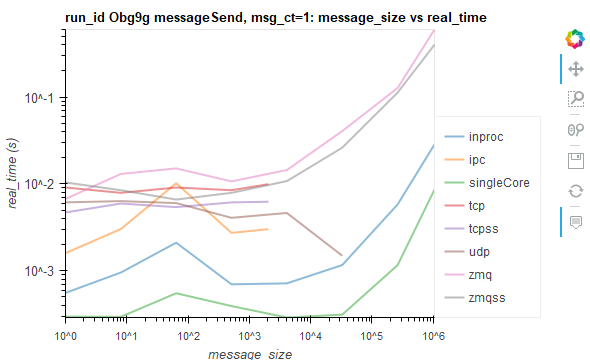 run_id Obg9g messageSend, msg_ct=1: message_size vs real_time
real_time (s)
10^-1
10^-2
10^-3
10^0
10^1
10^2
10^3
10^4
10^5
10^6
message_size
inproc
ipc
singleCore
tcp
tcpss
udp
zmq
zmqss